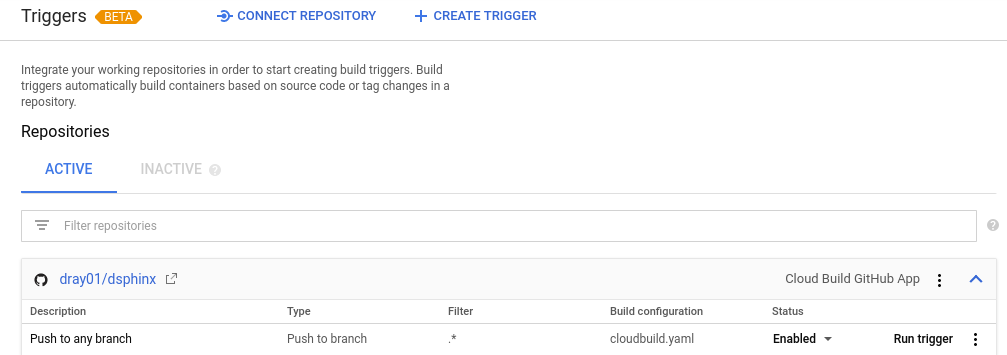 Triggers BETA CONNECT REPOSITORY CREATE TRIGGER
Integrate your working repositories in order to start creating build triggers. Build
triggers automatically build containers based on source code or tag changes in a
repository.
Repositories
ACTIVE INACTIVE ?
Filter repositories ?
dray01/dsphinx Cloud Build GitHub App
Description Type Filter Build configuration Status
Push to any branch Push to branch .* cloudbuild.yaml Enabled Run trigger